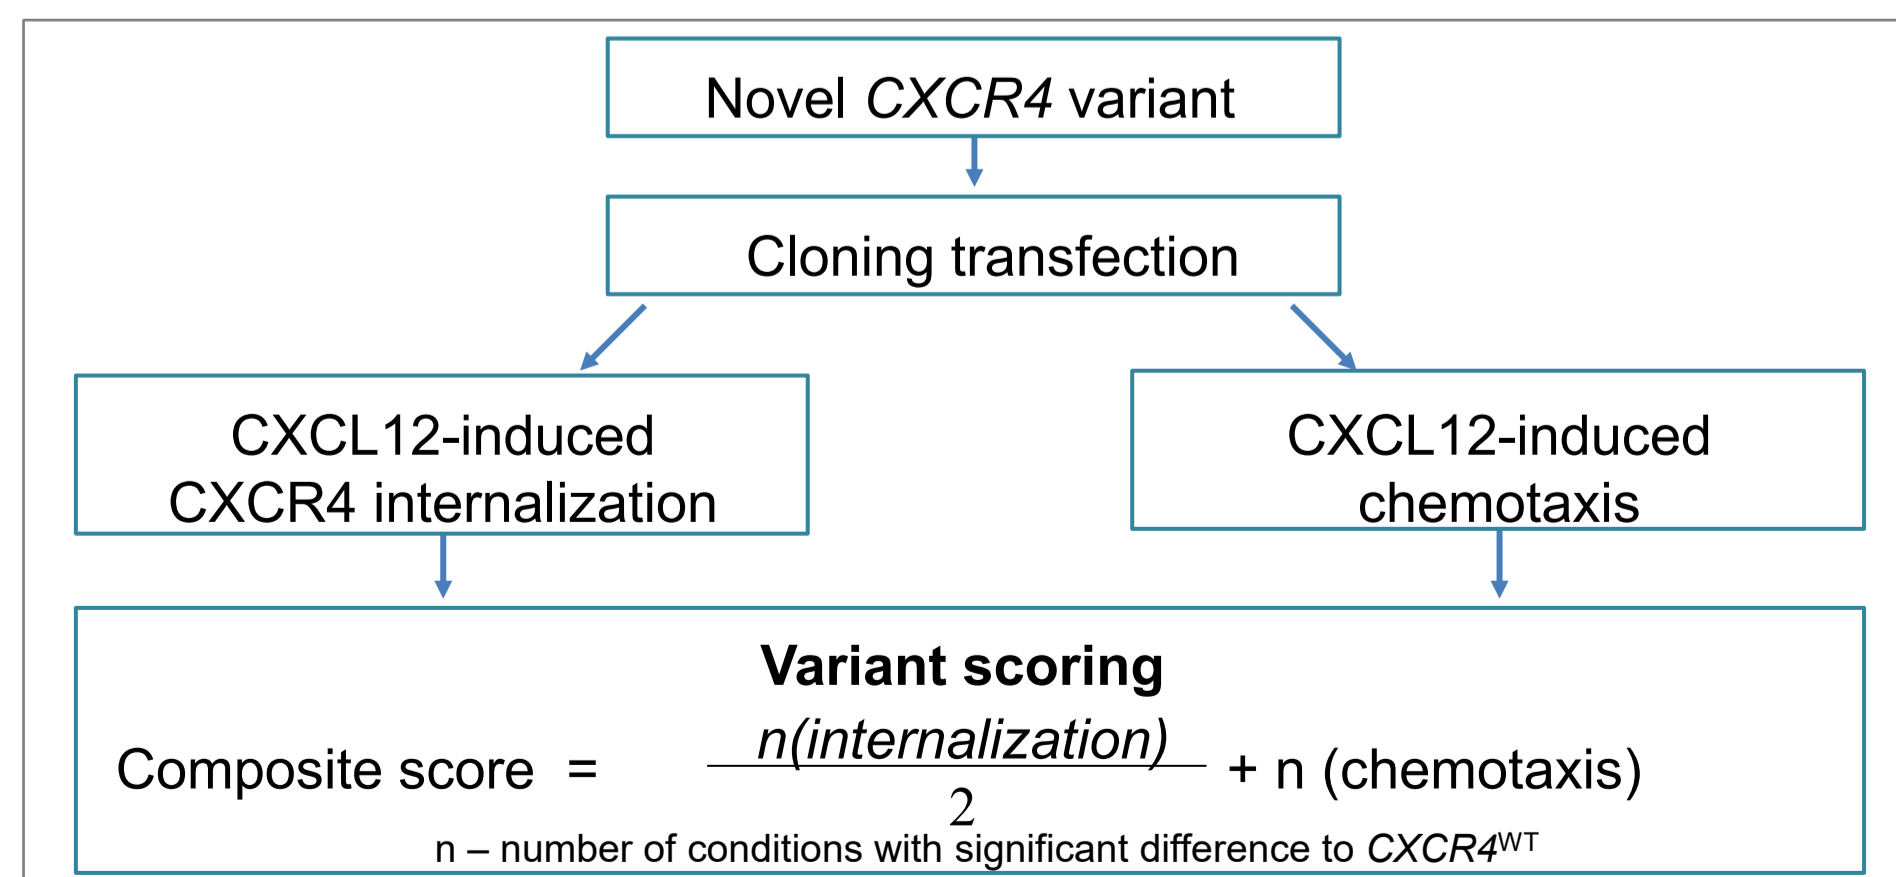 Novel CXCR4 variant
Cloning transfection
CXCL12-induced
CXCR4 internalization
CXCL12-induced
chemotaxis
Variant scoring
n(internalization)
Composite score = + n (chemotaxis)
2
n – number of conditions with significant difference to CXCR4WT